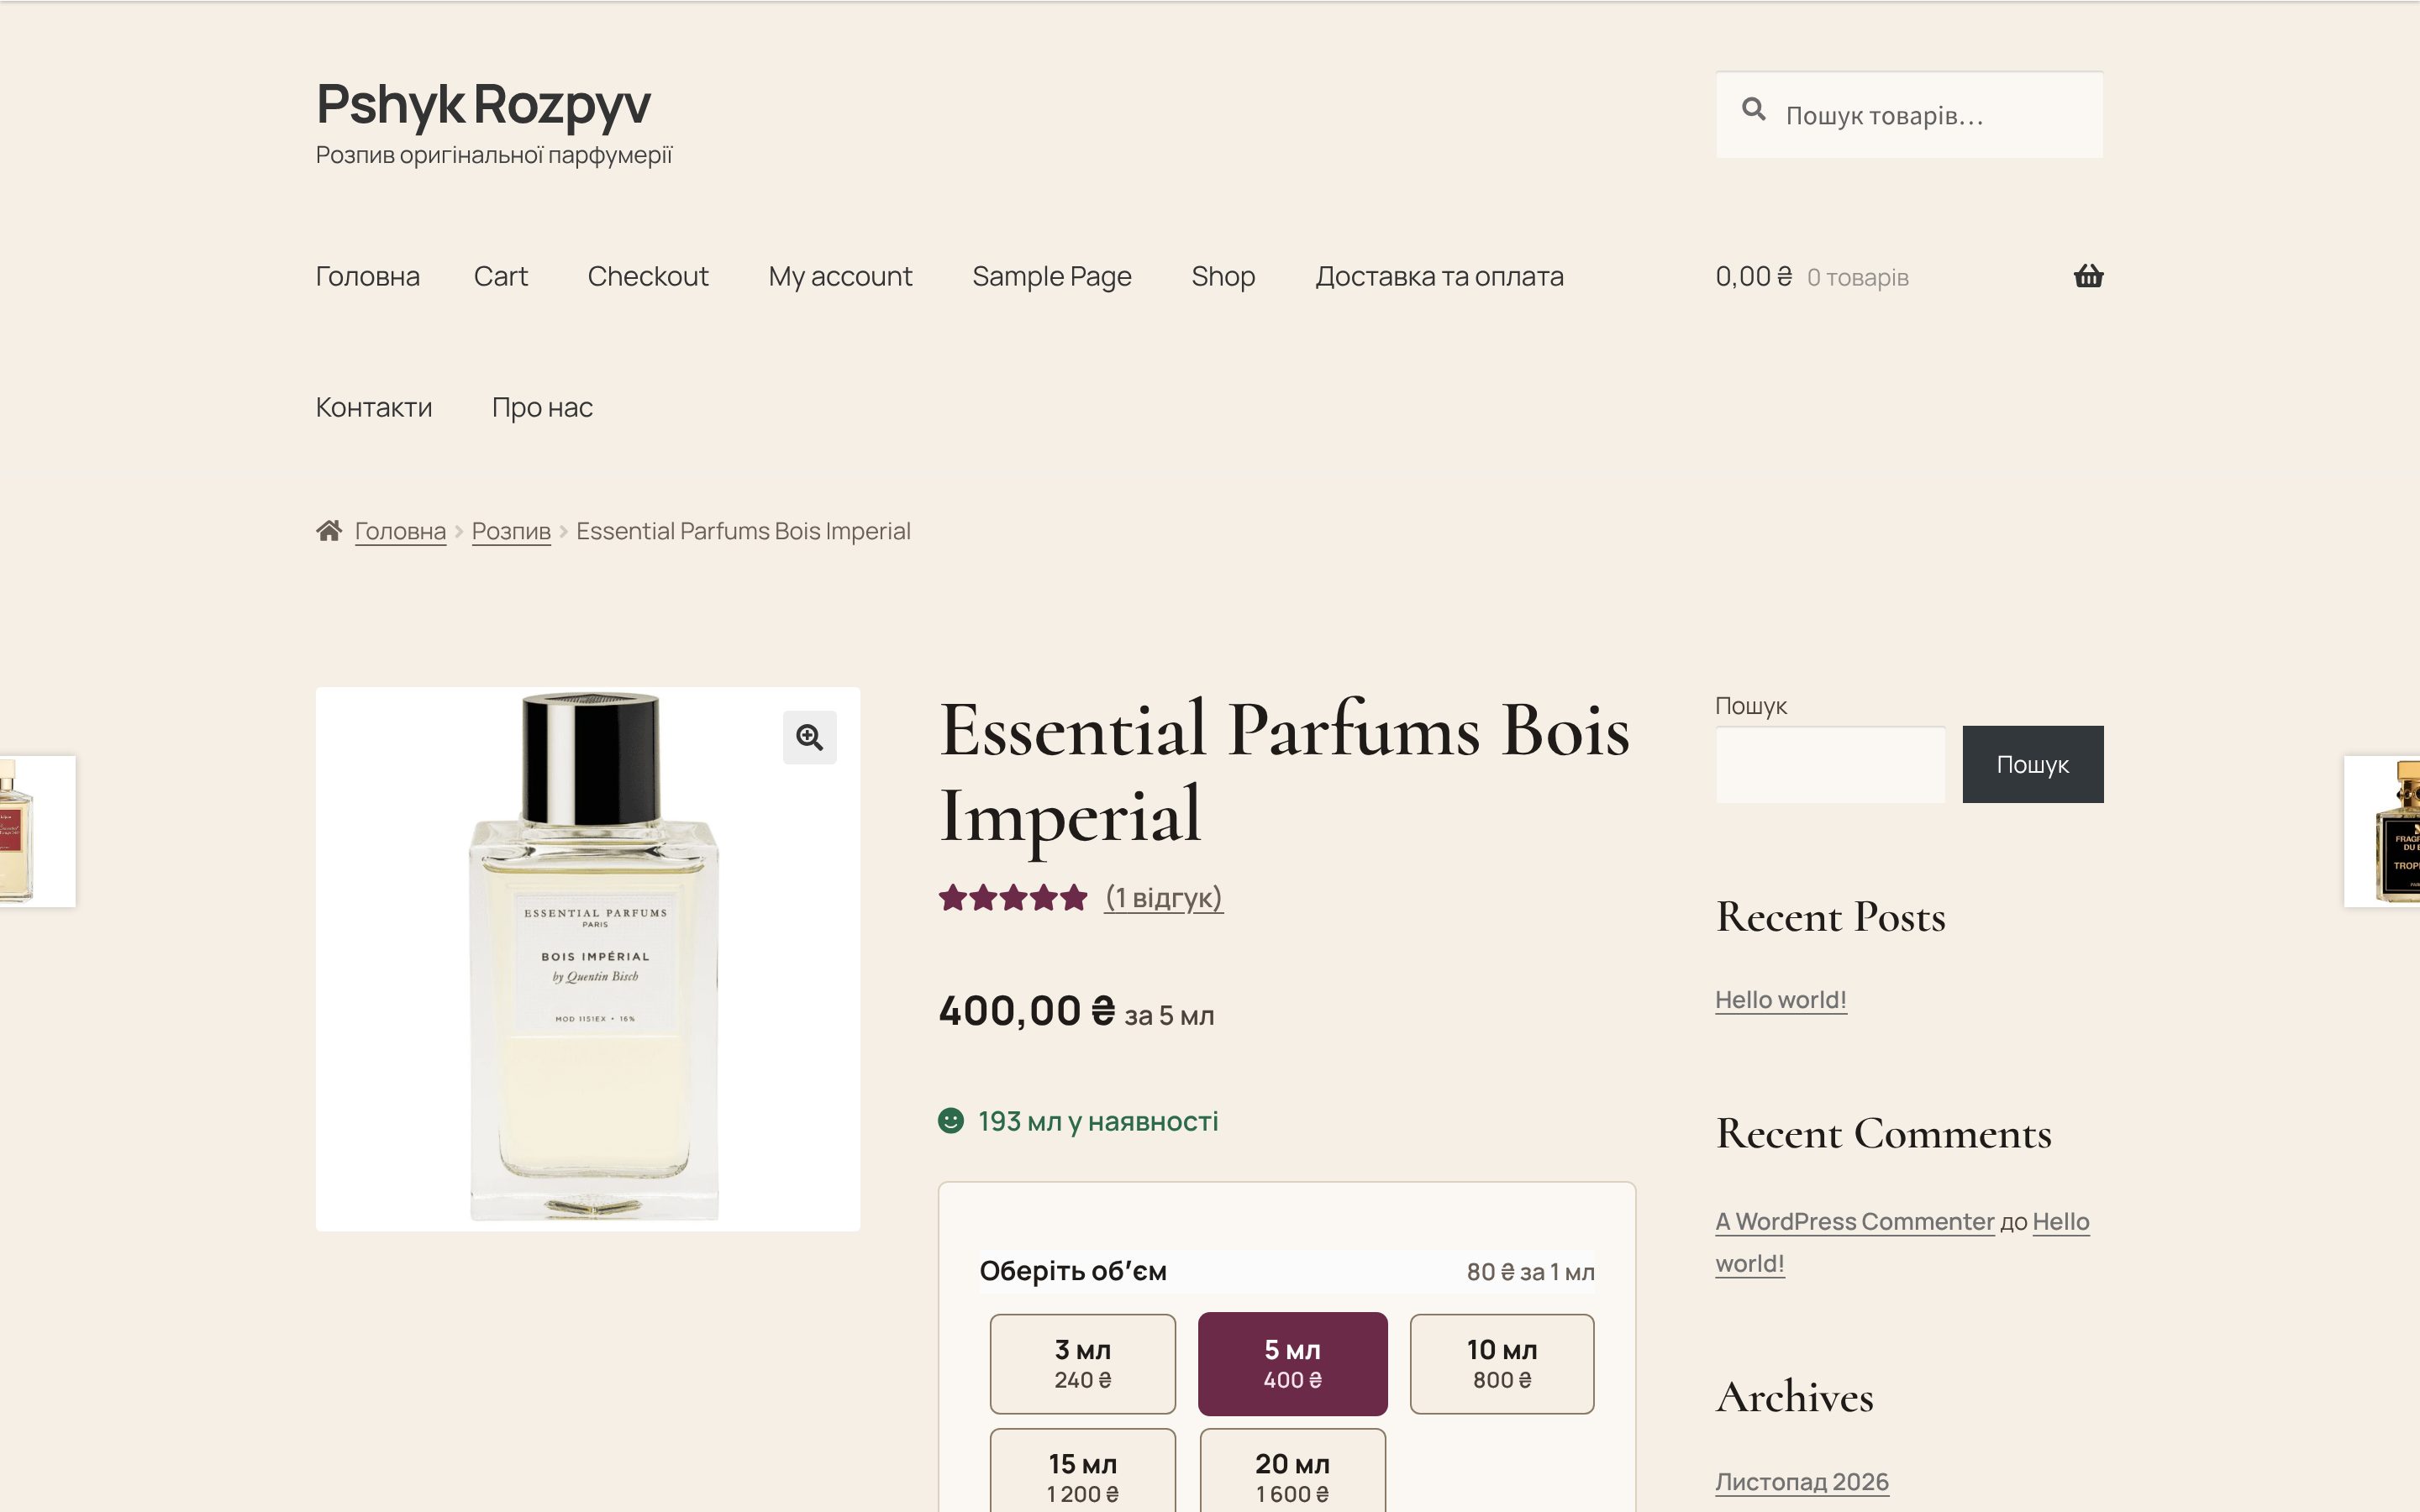 Pshyk Rozpyv
Розпив оригінальної парфумерії
Пошук товарів…
Головна Cart Checkout My account Sample Page Shop Доставка та оплата
0,00 ₴ 0 товарів
Контакти Про нас
Головна Розпив Essential Parfums Bois Imperial
ESSENTIAL PARFUMS
PARIS
BOIS IMPÉRIAL
by Quentin Bisch
MOD 1151EX • 16%
Essential Parfums Bois
Imperial
(1 відгук)
400,00 ₴ за 5 мл
193 мл у наявності
Оберіть обʼєм
80 ₴ за 1 мл
3 мл
240 ₴
5 мл
400 ₴
10 мл
800 ₴
15 мл
1 200 ₴
20 мл
1 600 ₴
Пошук
Пошук
Recent Posts
Hello world!
Recent Comments
A WordPress Commenter до Hello
world!
Archives
Листопад 2026